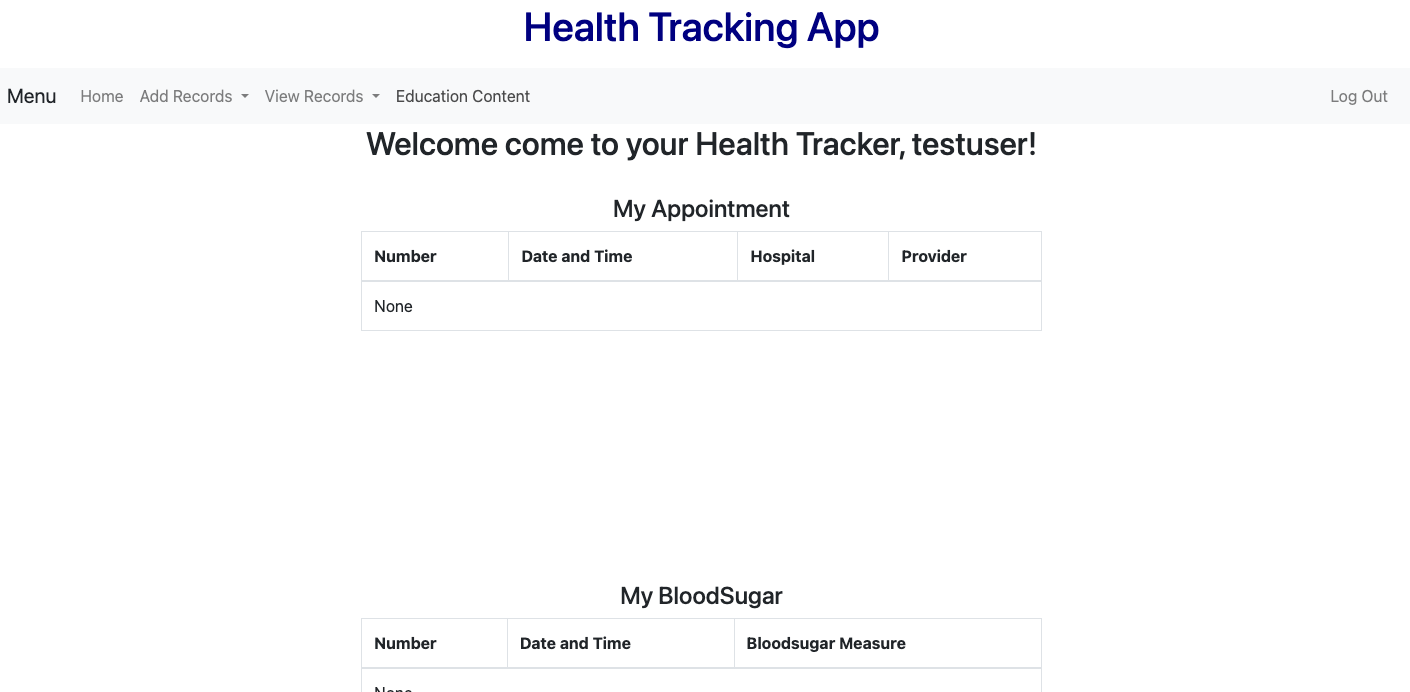 Health Tracking App
Menu Home Add Records View Records Education Content Log Out
Welcome come to your Health Tracker, testuser!
My Appointment
Number Date and Time Hospital Provider
None
My BloodSugar
Number Date and Time Bloodsugar Measure
None